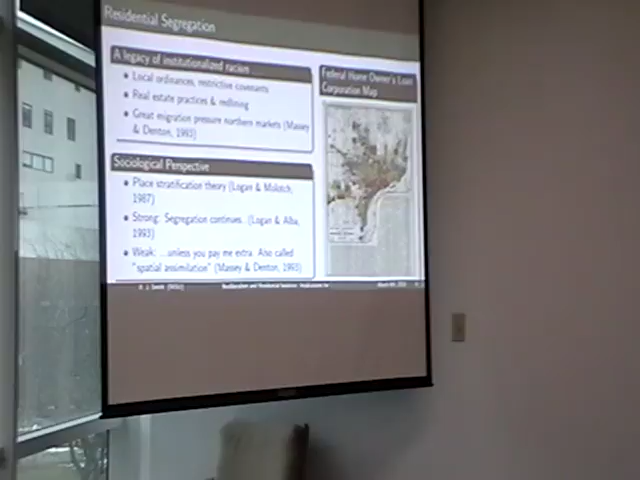 Residential Segregation
A legacy of institutionalized racism
Local ordinances, restrictive covenants
Real estate practices & redlining
Great migration pressure northern markets (Massey
& Denton, 1993)
Sociological Perspective
Place stratification theory (Logan & Molotch,
1987)
Strong: Segregation continues. (Logan & Alba,
1993)
Weak: ...unless you pay me extra. Also called
"spatial assimilation" (Massey & Denton, 1993)
Federal Home Owner's Loan
Corporation Map